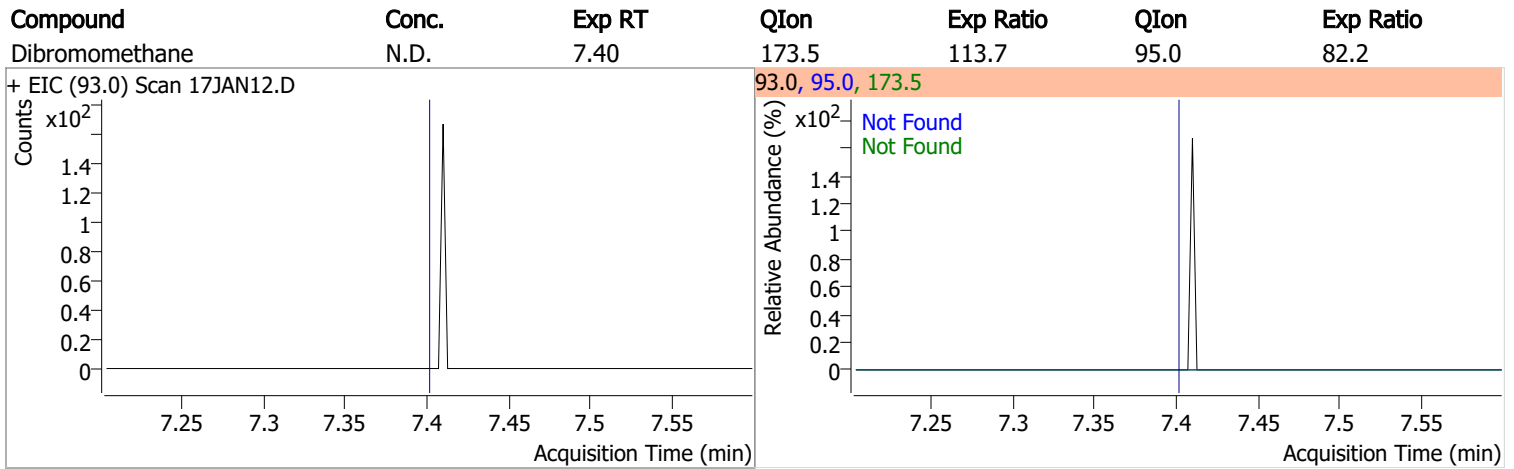 Compound Conc. Exp RT QIon Exp Ratio QIon Exp Ratio
Dibromomethane N.D. 7.40 173.5 113.7 95.0 82.2
+ EIC (93.0) Scan 17JAN12.D
Counts
x10²
1.4
1.2
1
0.8
0.6
0.4
0.2
0
7.25 7.3 7.35 7.4 7.45 7.5 7.55
Acquisition Time (min)
93.0, 95.0, 173.5
Relative Abundance (%)
x10²
Not Found
Not Found
1.4
1.2
1
0.8
0.6
0.4
0.2
0
7.25 7.3 7.35 7.4 7.45 7.5 7.55
Acquisition Time (min)